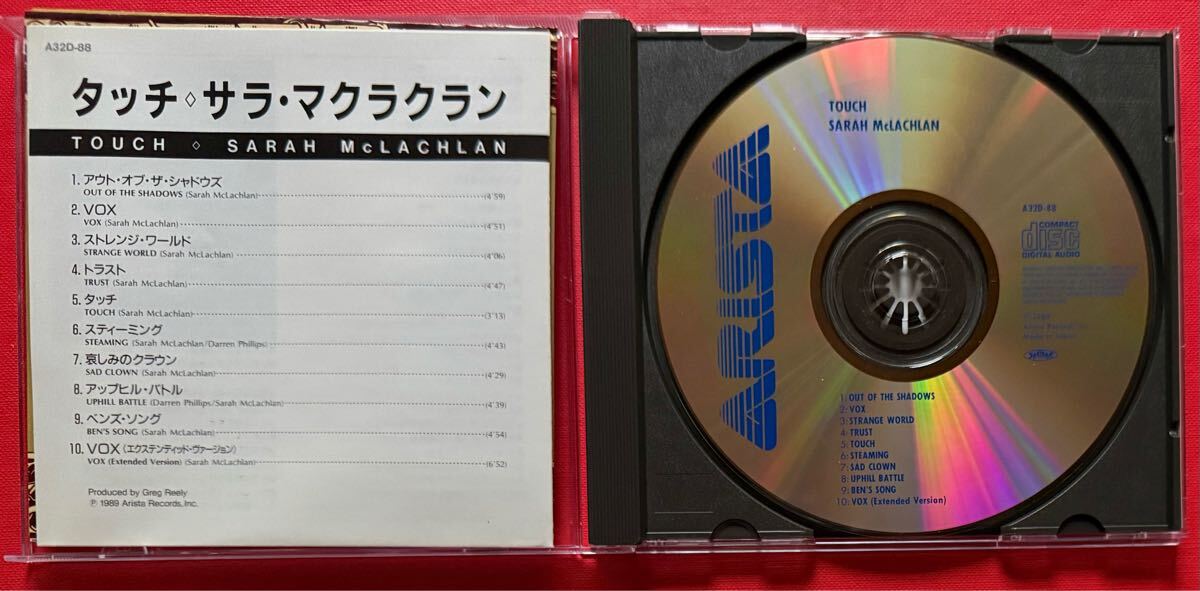 A32D-88
タッチ◇サラ・マクラクラン
TOUCH ◇ SARAH McLACHLAN
1. アウト・オブ・ザ・シャドウズ
OUT OF THE SHADOWS (Sarah McLachlan) (4'59)
2. VOX
VOX (Sarah McLachlan) (4'51)
3. ストレンジ・ワールド
STRANGE WORLD (Sarah McLachlan) (4'06)
4. トラスト
TRUST (Sarah McLachlan) (4'47)
5. タッチ
TOUCH (Sarah McLachlan) (3'13)
6. スティーミング
STEAMING (Sarah McLachlan/Darren Phillips) (4'43)
7. 哀しみのクラウン
SAD CLOWN (Sarah McLachlan) (4'29)
8. アップヒル・バトル
UPHILL BATTLE (Darren Phillips/Sarah McLachlan) (4'39)
9. ベンズ・ソング
BEN'S SONG (Sarah McLachlan) (4'54)
10. VOX (エクステンティッド・ヴァージョン)
VOX (Extended Version) (Sarah McLachlan) (6'52)
Produced by Greg Reely
℗ 1989 Arista Records, Inc.
ARISTA
TOUCH
SARAH McLACHLAN
A32D-88
COMPACT
disc
DIGITAL AUDIO
1: OUT OF THE SHADOWS
2: VOX
3: STRANGE WORLD
4: TRUST
5: TOUCH
6: STEAMING
7: SAD CLOWN
8: UPHILL BATTLE
9: BEN'S SONG
10: VOX (Extended Version)